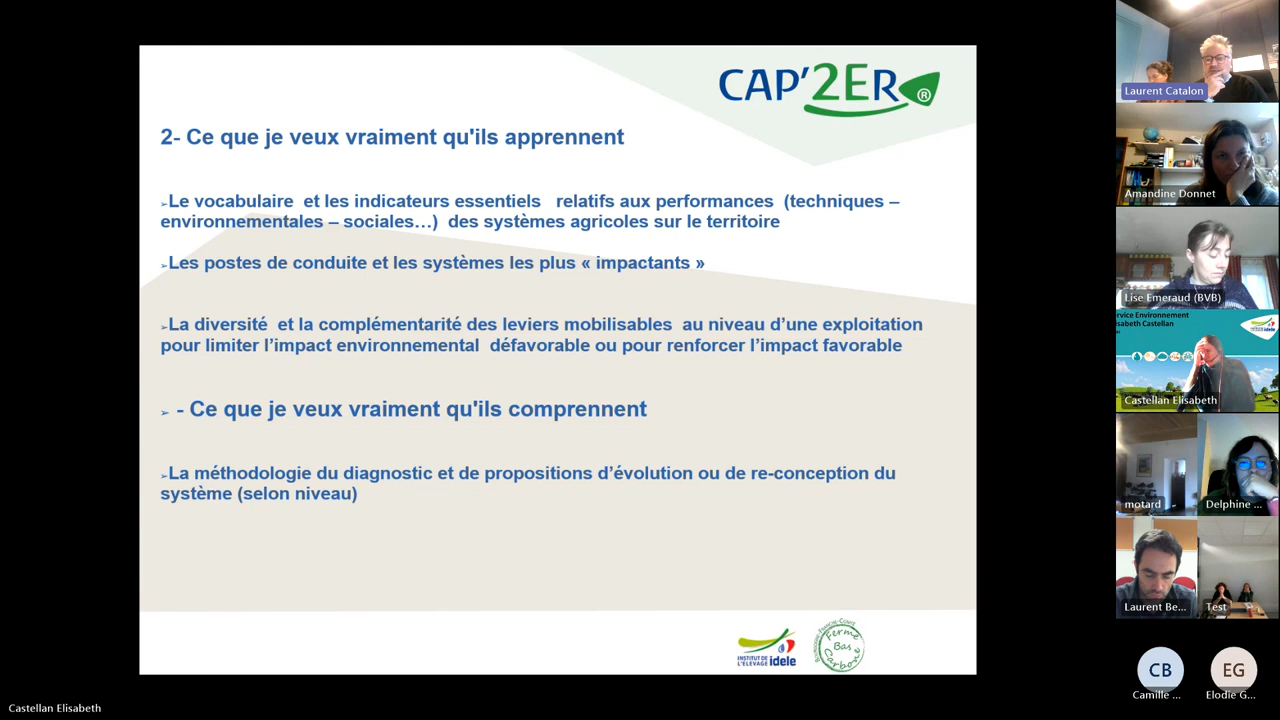 CAP'2ER®
2- Ce que je veux vraiment qu'ils apprennent
➢Le vocabulaire et les indicateurs essentiels relatifs aux performances (techniques –
environnementales – sociales…) des systèmes agricoles sur le territoire
➢Les postes de conduite et les systèmes les plus « impactants »
➢La diversité et la complémentarité des leviers mobilisables au niveau d’une exploitation
pour limiter l’impact environnemental défavorable ou pour renforcer l’impact favorable
➢ - Ce que je veux vraiment qu'ils comprennent
➢La méthodologie du diagnostic et de propositions d’évolution ou de re-conception du
système (selon niveau)
INSTITUT DE
L'ÉLEVAGE idele
Ferme
Bas
Carbone
Castellan Elisabeth
Laurent Catalon
Amandine Donnet
Lise Emeraud (BVB)
ervice Environnement
isabeth Castellan
idele
Castellan Elisabeth
motard
Delphine ...
Laurent Be...
Test
CB
EG
Camille ...
Elodie G...